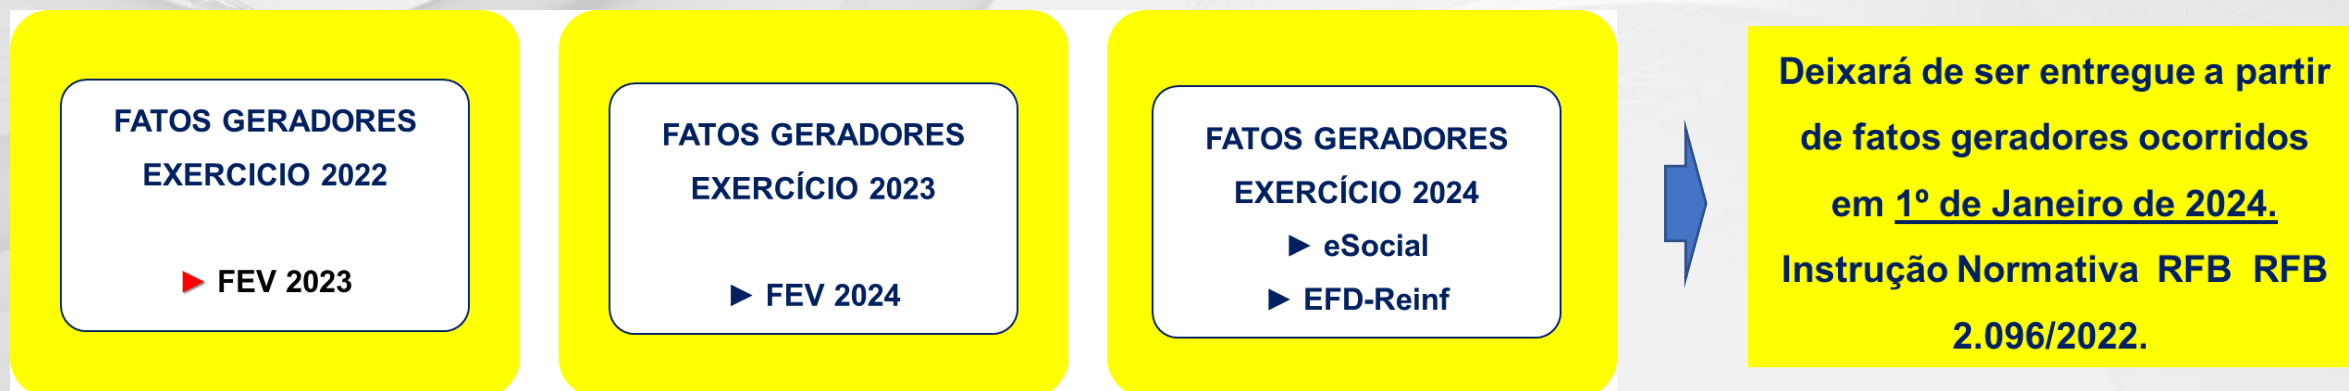 FATOS GERADORES
EXERCICIO 2022
► FEV 2023
FATOS GERADORES
EXERCÍCIO 2023
► FEV 2024
FATOS GERADORES
EXERCÍCIO 2024
► eSocial
► EFD-Reinf
Deixará de ser entregue a partir
de fatos geradores ocorridos
em 1º de Janeiro de 2024.
Instrução Normativa RFB RFB
2.096/2022.